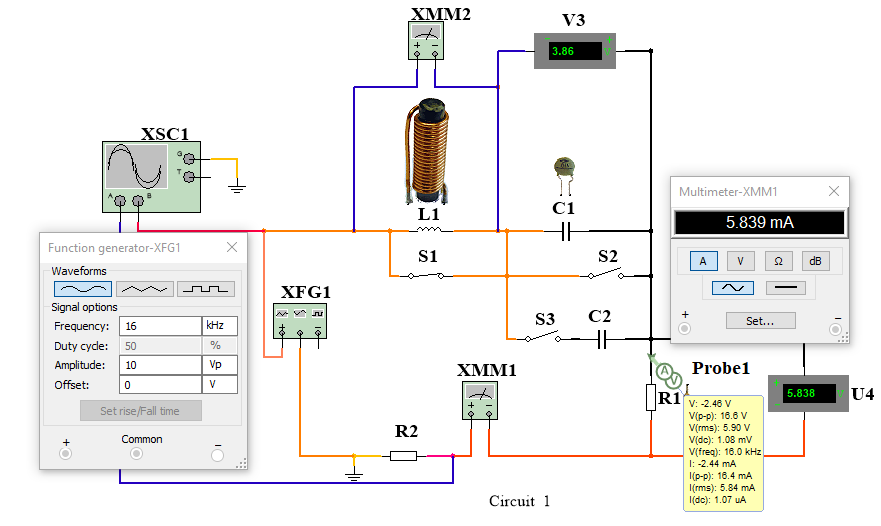 XMM2
V3
3.86
V
XSC1
G
T
A
B
L1
C1
S1
S2
S3
C2
XFG1
XMM1
R2
R1
Probe1
U4
5.838
Multimeter-XMM1
5.839 mA
A
V
Ω
dB
Set...
+
−
Function generator-XFG1
Waveforms
Signal options
Frequency: 16 kHz
Duty cycle: 50 %
Amplitude: 10 Vp
Offset: 0 V
Set rise/Fall time
+
Common
−
V: -2.46 V
V(p-p): 16.6 V
V(rms): 5.90 V
V(dc): 1.08 mV
V(freq): 16.0 kHz
I: -2.44 mA
I(p-p): 16.4 mA
I(rms): 5.84 mA
I(dc): 1.07 uA
Circuit 1